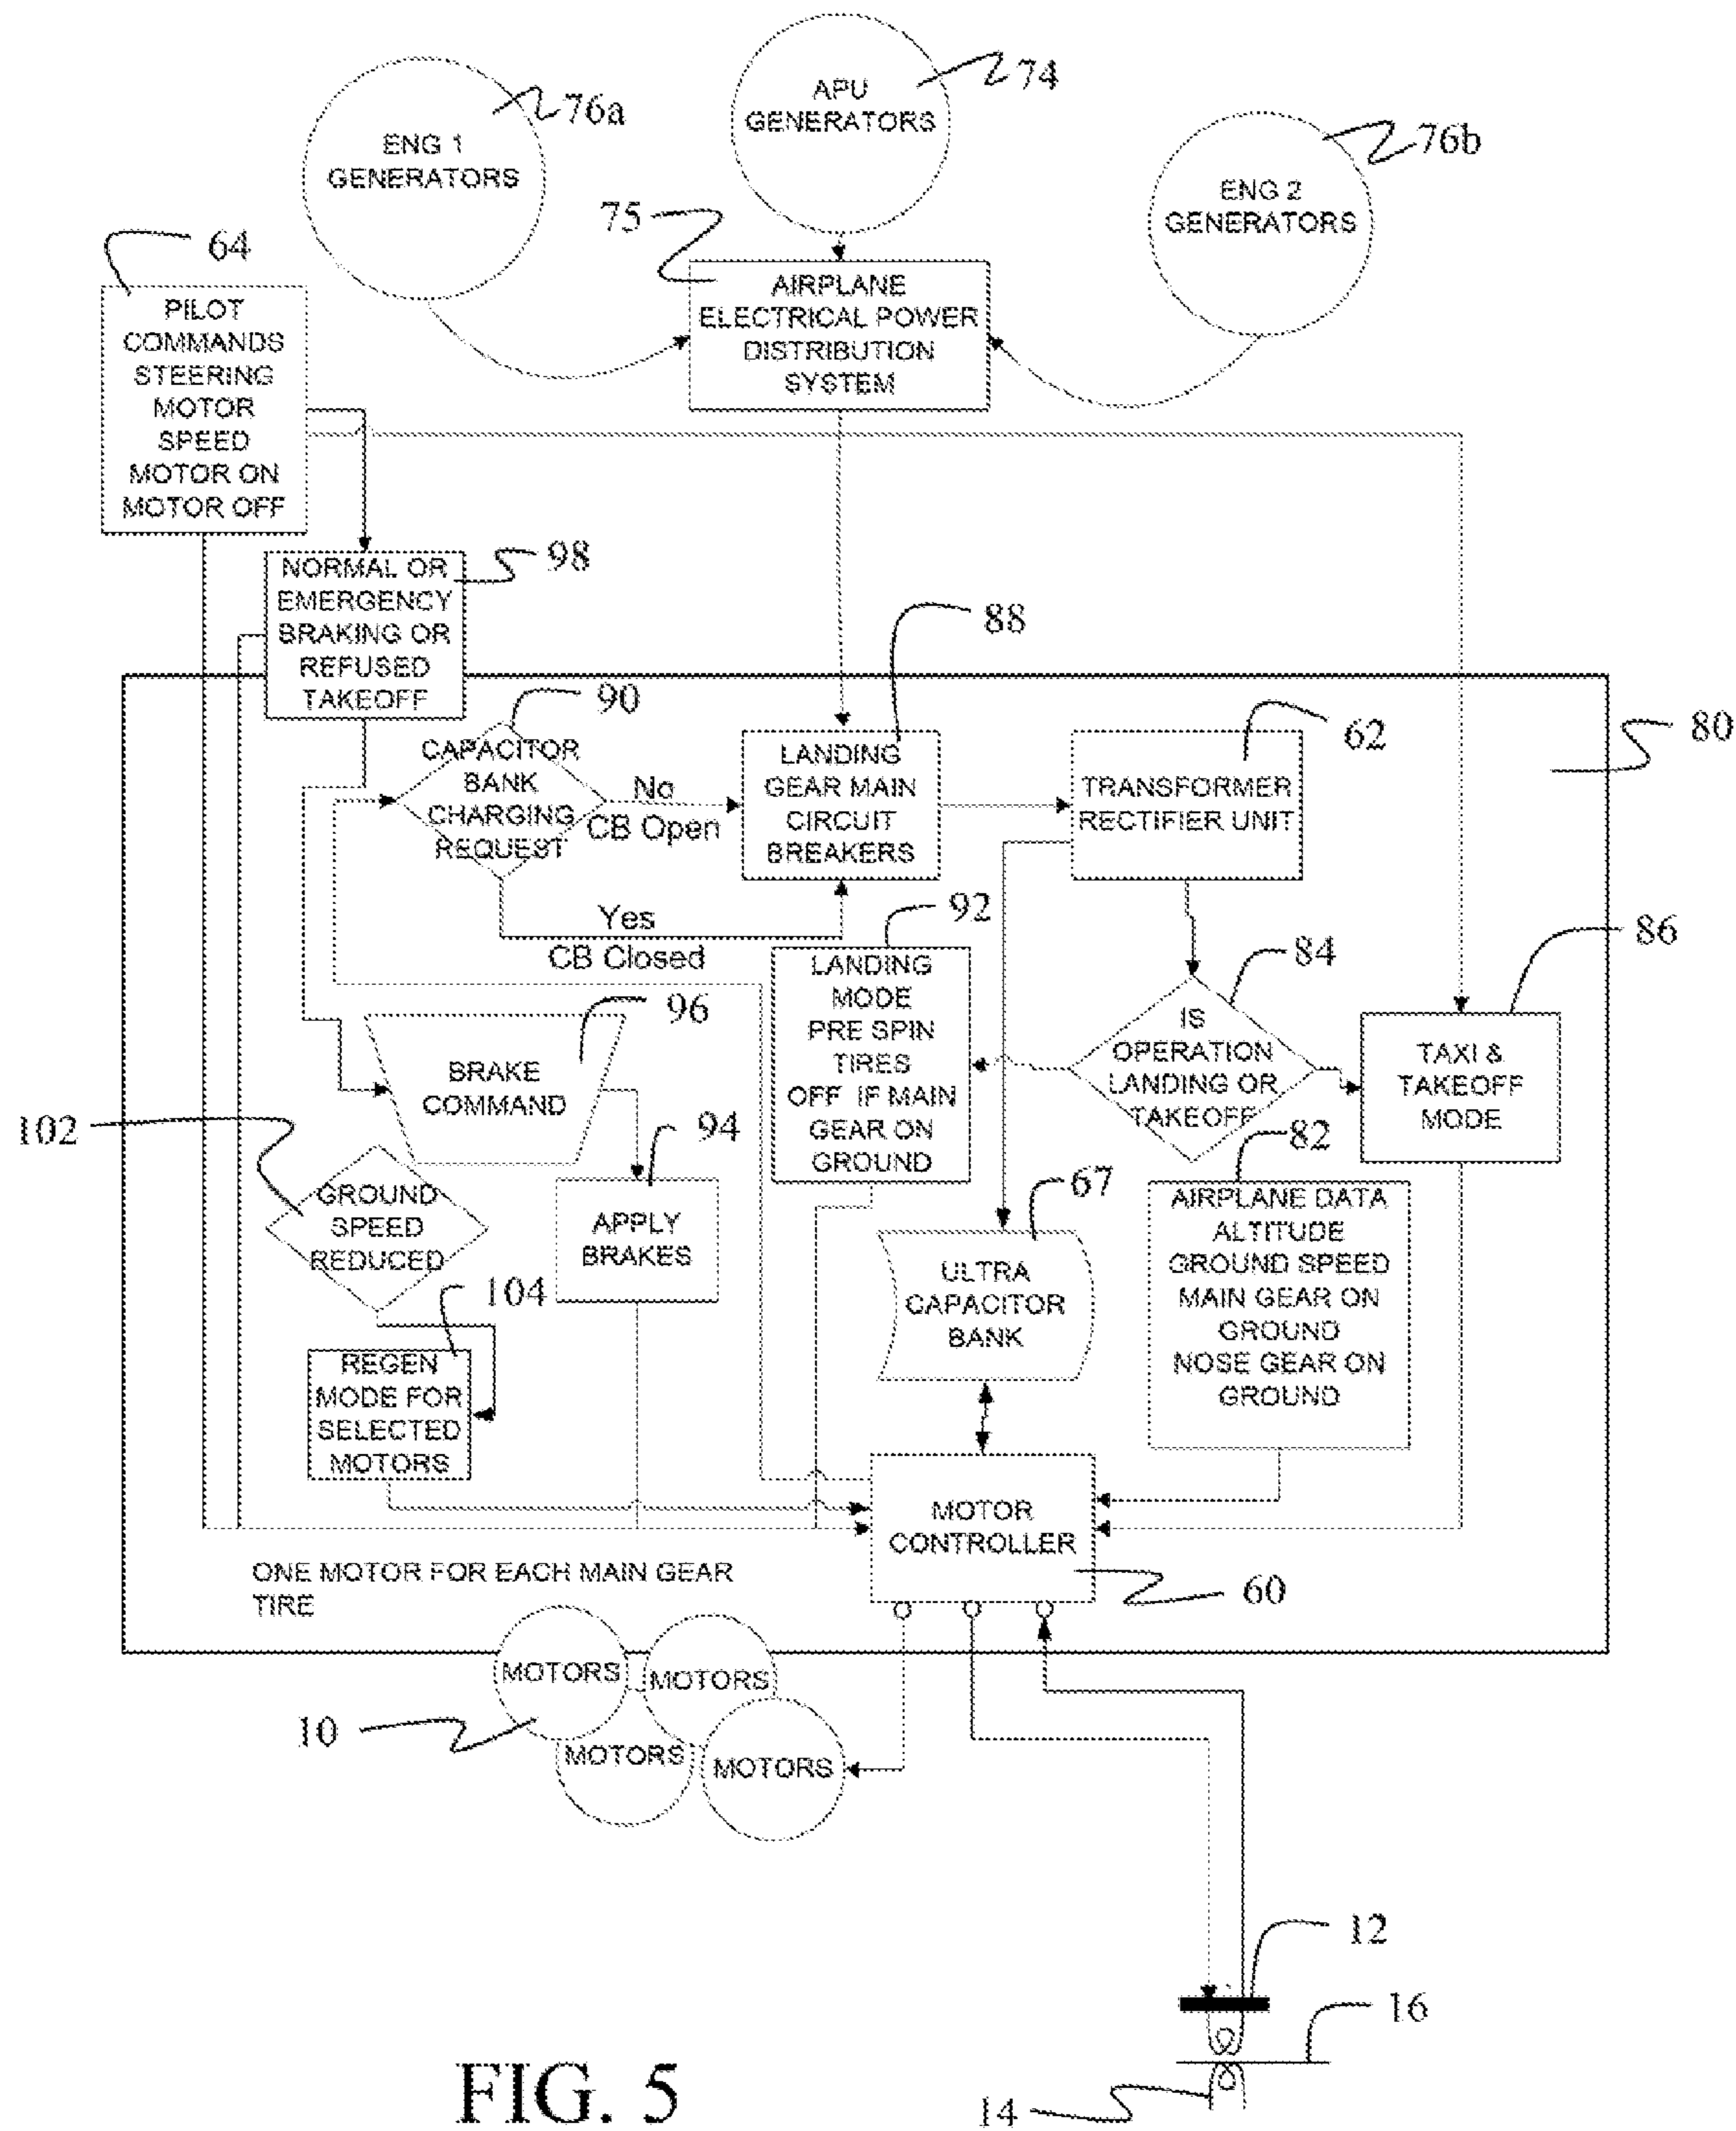 74
APU
GENERATORS
76a
ENG 1
GENERATORS
76b
ENG 2
GENERATORS
75
AIRPLANE
ELECTRICAL POWER
DISTRIBUTION
SYSTEM
64
PILOT
COMMANDS
STEERING
MOTOR
SPEED
MOTOR ON
MOTOR OFF
98
NORMAL OR
EMERGENCY
BRAKING OR
REFUSED
TAKEOFF
88
90
CAPACITOR
BANK
CHARGING
REQUEST
No
CB Open
Yes
CB Closed
LANDING
GEAR MAIN
CIRCUIT
BREAKERS
62
TRANSFORMER
RECTIFIER UNIT
80
92
LANDING
MODE
PRE SPIN
TIRES
OFF IF MAIN
GEAR ON
GROUND
84
IS
OPERATION
LANDING OR
TAKEOFF
86
TAXI &
TAKEOFF
MODE
96
BRAKE
COMMAND
102
GROUND
SPEED
REDUCED
94
APPLY
BRAKES
67
ULTRA
CAPACITOR
BANK
82
AIRPLANE DATA
ALTITUDE
GROUND SPEED
MAIN GEAR ON
GROUND
NOSE GEAR ON
GROUND
104
REGEN
MODE FOR
SELECTED
MOTORS
MOTOR
CONTROLLER
60
ONE MOTOR FOR EACH MAIN GEAR
TIRE
MOTORS
MOTORS
MOTORS
MOTORS
10
12
16
14
FIG. 5